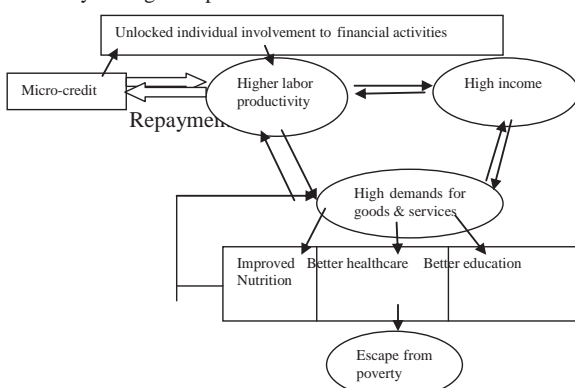 Unlocked individual involvement to financial activities
Micro-credit
Higher labor
productivity
High income
Repaymen
High demands for
goods & services
Improved
Nutrition
Better healthcare
Better education
Escape from
poverty